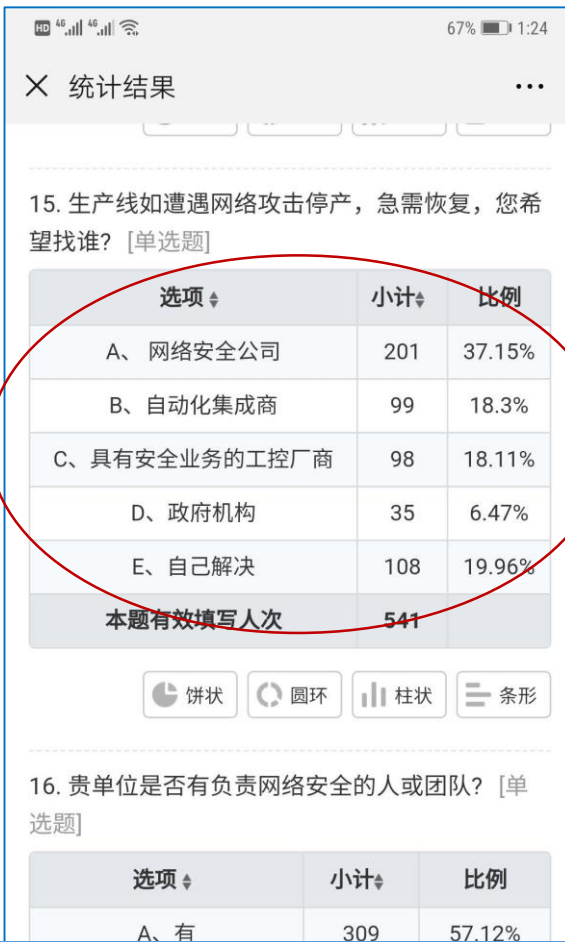 HD 46 46 67% 1:24
统计结果
15. 生产线如遭遇网络攻击停产，急需恢复，您希
望找谁？ [单选题]
选项 小计 比例
A、 网络安全公司 201 37.15%
B、自动化集成商 99 18.3%
C、具有安全业务的工控厂商 98 18.11%
D、政府机构 35 6.47%
E、自己解决 108 19.96%
本题有效填写人次 541
饼状 圆环 柱状 条形
16. 贵单位是否有负责网络安全的人或团队？ [单
选题]
选项 小计 比例
A、有 309 57.12%